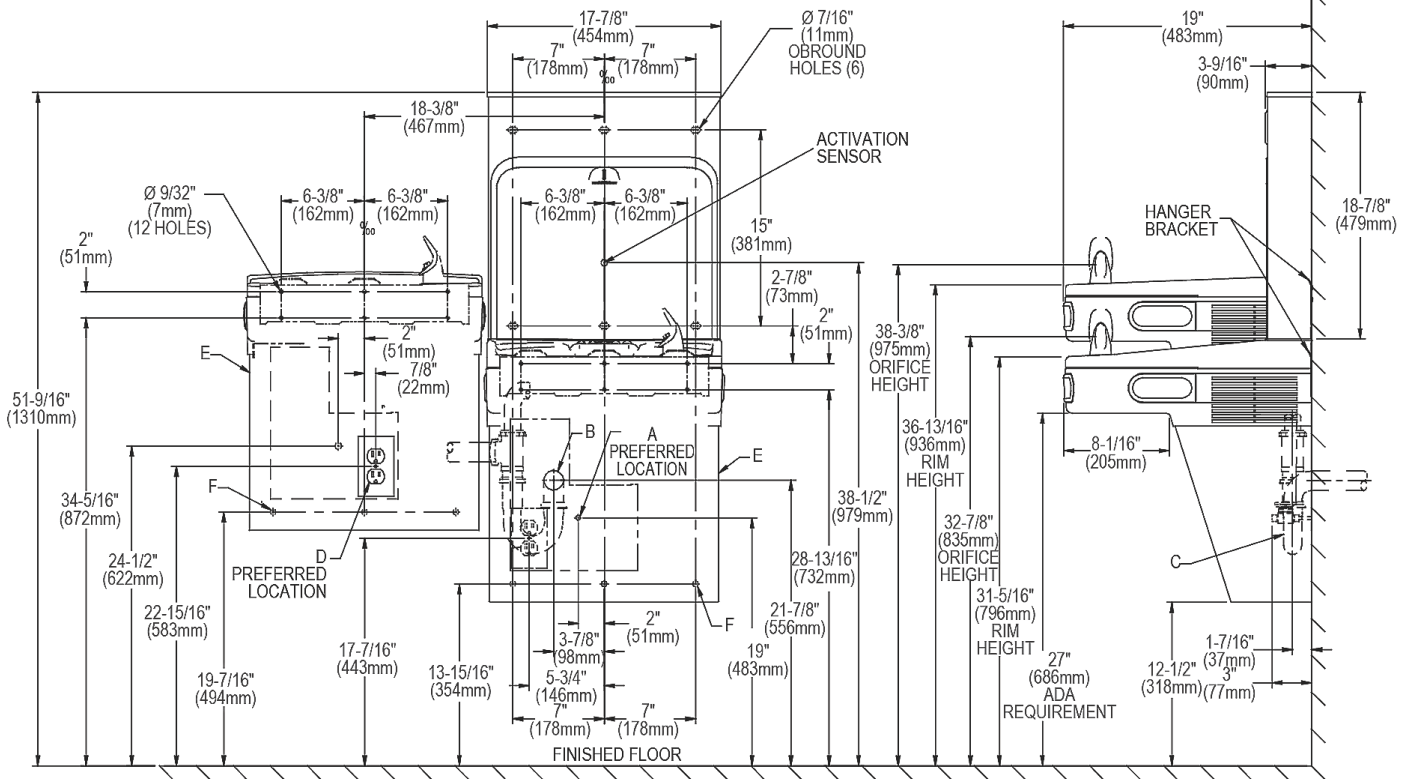 17-7/8"
(454mm)
7"
(178mm)
7"
(178mm)
‰
Ø 7/16"
(11mm)
OBROUND
HOLES (6)
19"
(483mm)
3-9/16"
(90mm)
18-3/8"
(467mm)
ACTIVATION
SENSOR
Ø 9/32"
(7mm)
(12 HOLES)
6-3/8"
(162mm)
6-3/8"
(162mm)
‰
6-3/8"
(162mm)
6-3/8"
(162mm)
15"
(381mm)
HANGER
BRACKET
18-7/8"
(479mm)
2"
(51mm)
2-7/8"
(73mm)
2"
(51mm)
38-3/8"
(975mm)
ORIFICE
HEIGHT
E
2"
(51mm)
7/8"
(22mm)
51-9/16"
(1310mm)
B
A
PREFERRED
LOCATION
E
36-13/16"
(936mm)
RIM
HEIGHT
8-1/16"
(205mm)
34-5/16"
(872mm)
F
38-1/2"
(979mm)
32-7/8"
(835mm)
ORIFICE
HEIGHT
24-1/2"
(622mm)
D
PREFERRED
LOCATION
28-13/16"
(732mm)
C
22-15/16"
(583mm)
21-7/8"
(556mm)
31-5/16"
(796mm)
RIM
HEIGHT
F
2"
(51mm)
3-7/8"
(98mm)
17-7/16"
(443mm)
19-7/16"
(494mm)
13-15/16"
(354mm)
5-3/4"
(146mm)
19"
(483mm)
27"
(686mm)
ADA
REQUIREMENT
12-1/2"
(318mm)
1-7/16"
(37mm)
3"
(77mm)
7"
(178mm)
7"
(178mm)
FINISHED FLOOR